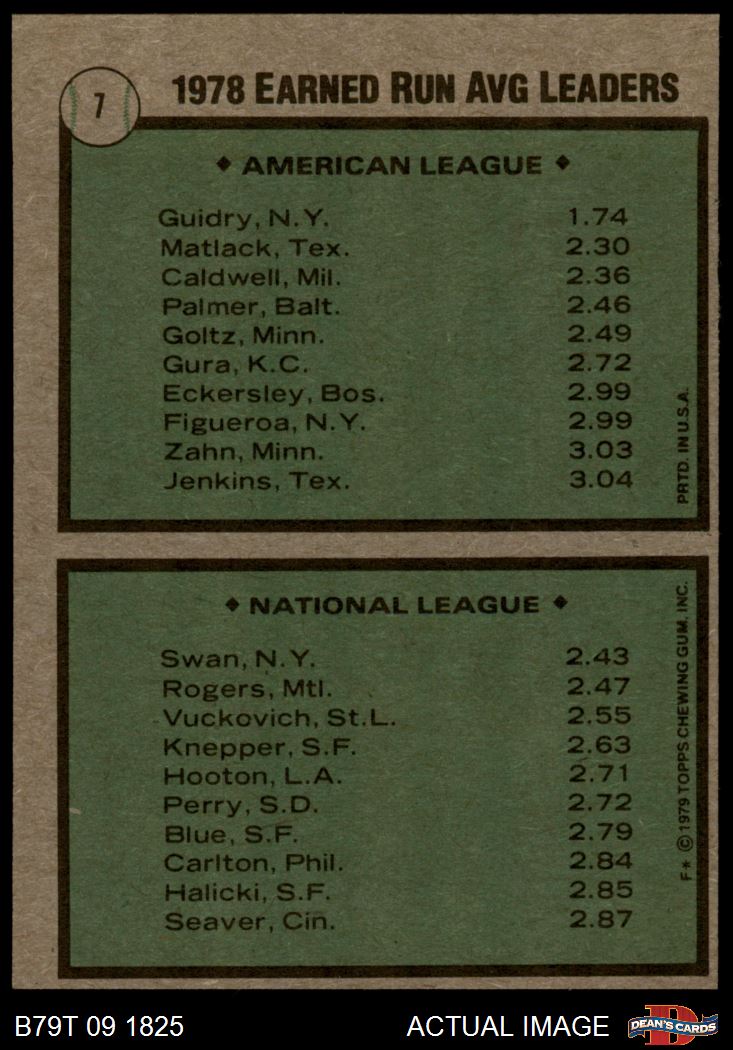 7
1978 EARNED RUN AVG LEADERS
♦ AMERICAN LEAGUE ♦
Guidry, N.Y. 1.74
Matlack, Tex. 2.30
Caldwell, Mil. 2.36
Palmer, Balt. 2.46
Goltz, Minn. 2.49
Gura, K.C. 2.72
Eckersley, Bos. 2.99
Figueroa, N.Y. 2.99
Zahn, Minn. 3.03
Jenkins, Tex. 3.04
PRTD. IN U.S.A.
♦ NATIONAL LEAGUE ♦
Swan, N.Y. 2.43
Rogers, Mtl. 2.47
Vuckovich, St.L. 2.55
Knepper, S.F. 2.63
Hooton, L.A. 2.71
Perry, S.D. 2.72
Blue, S.F. 2.79
Carlton, Phil. 2.84
Halicki, S.F. 2.85
Seaver, Cin. 2.87
F* © 1979 TOPPS CHEWING GUM, INC.
B79T 09 1825 ACTUAL IMAGE
D
DEAN'S CARDS